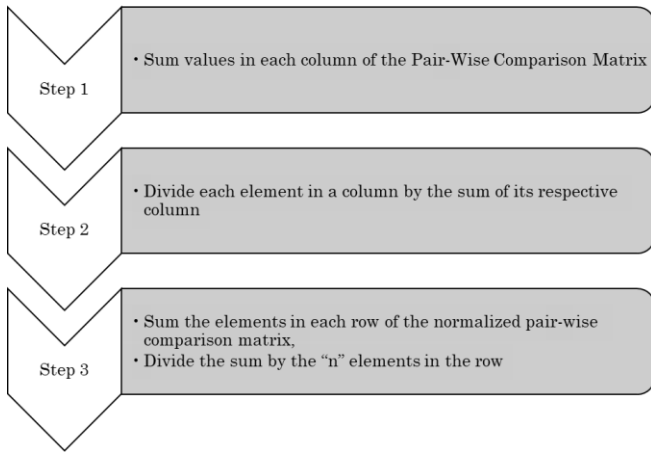 Step 1
• Sum values in each column of the Pair-Wise Comparison Matrix
Step 2
• Divide each element in a column by the sum of its respective
column
Step 3
• Sum the elements in each row of the normalized pair-wise
comparison matrix,
• Divide the sum by the “n” elements in the row